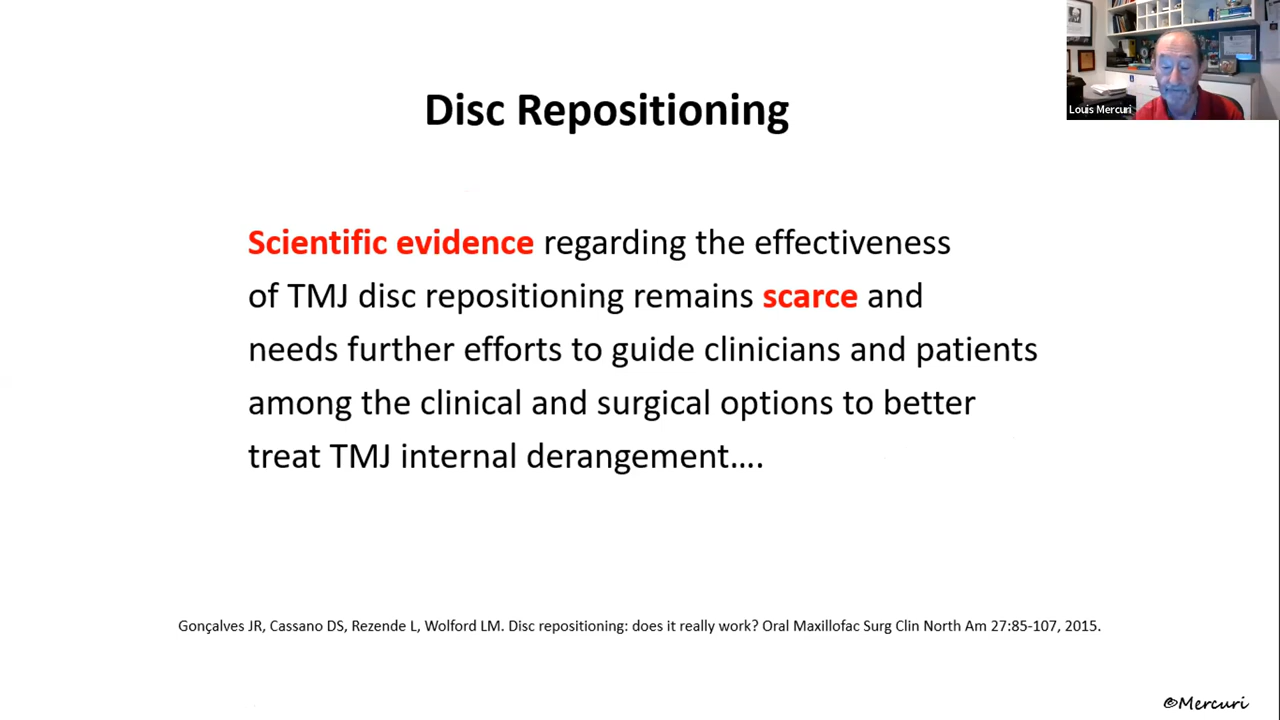 Louis Mercuri
Disc Repositioning
Scientific evidence regarding the effectiveness
of TMJ disc repositioning remains scarce and
needs further efforts to guide clinicians and patients
among the clinical and surgical options to better
treat TMJ internal derangement....
Gonçalves JR, Cassano DS, Rezende L, Wolford LM. Disc repositioning: does it really work? Oral Maxillofac Surg Clin North Am 27:85-107, 2015.
©Mercuri